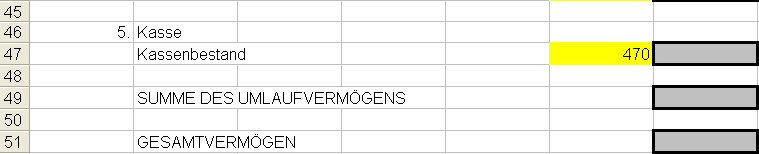 45
46 5. Kasse
47 Kassenbestand 470
48
49 SUMME DES UMLAUFVERMÖGENS
50
51 GESAMTVERMÖGEN